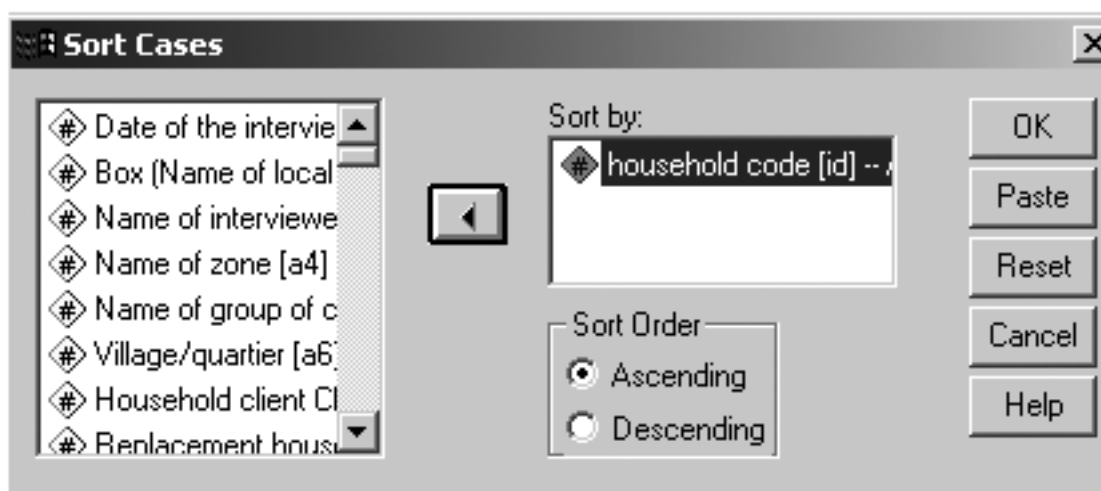 Sort Cases
# Date of the intervie
# Box (Name of local
# Name of interviewe
# Name of zone [a4]
# Name of group of c
# Village/quartier [a6]
# Household client Cl
# Replacement house
Sort by:
# household code [id] --
Sort Order
Ascending
Descending
OK
Paste
Reset
Cancel
Help